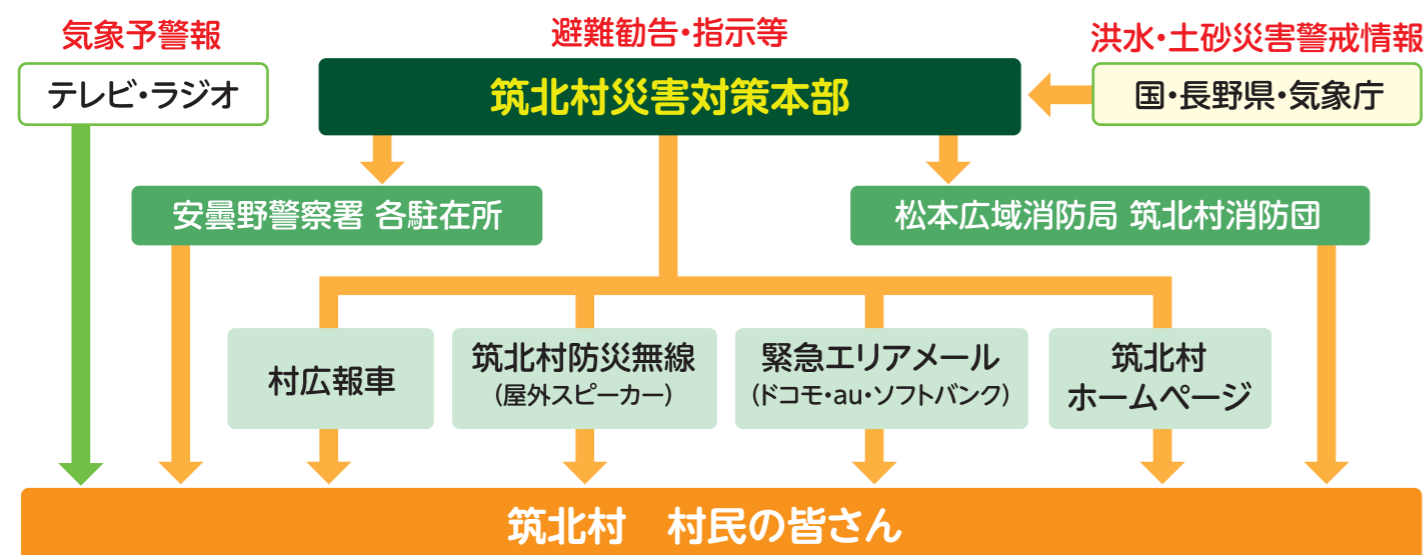 気象予警報
避難勧告・指示等
洪水・土砂災害警戒情報
テレビ・ラジオ
筑北村災害対策本部
国・長野県・気象庁
安曇野警察署 各駐在所
松本広域消防局 筑北村消防団
村広報車
筑北村防災無線
(屋外スピーカー)
緊急エリアメール
(ドコモ・au・ソフトバンク)
筑北村
ホームページ
筑北村　村民の皆さん